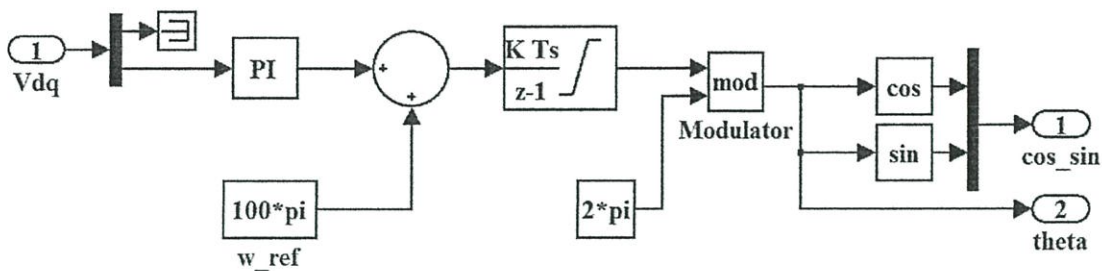 1
Vdq
PI
+
+
100*pi
w_ref
K Ts
z-1
2*pi
mod
Modulator
cos
sin
1
cos_sin
2
theta